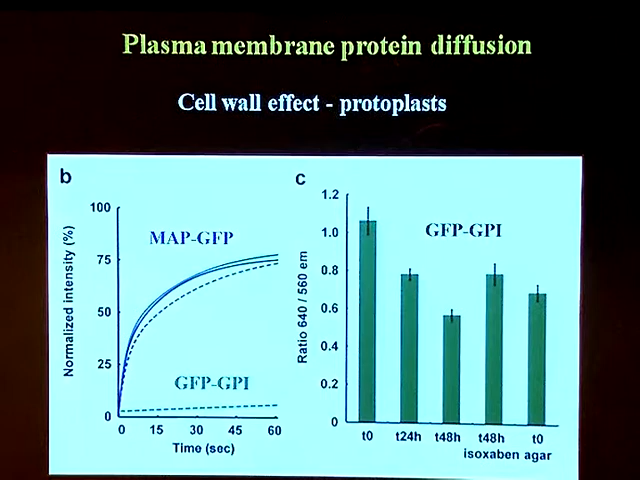 Plasma membrane protein diffusion
Cell wall effect - protoplasts
b
100
75
50
25
0
Normalized intensity (%)
MAP-GFP
GFP-GPI
0 15 30 45 60
Time (sec)
c
1.2
1.0
0.8
0.6
0.4
0.2
0
Ratio 640 / 560 em
GFP-GPI
t0 t24h t48h t48h t0
isoxaben agar